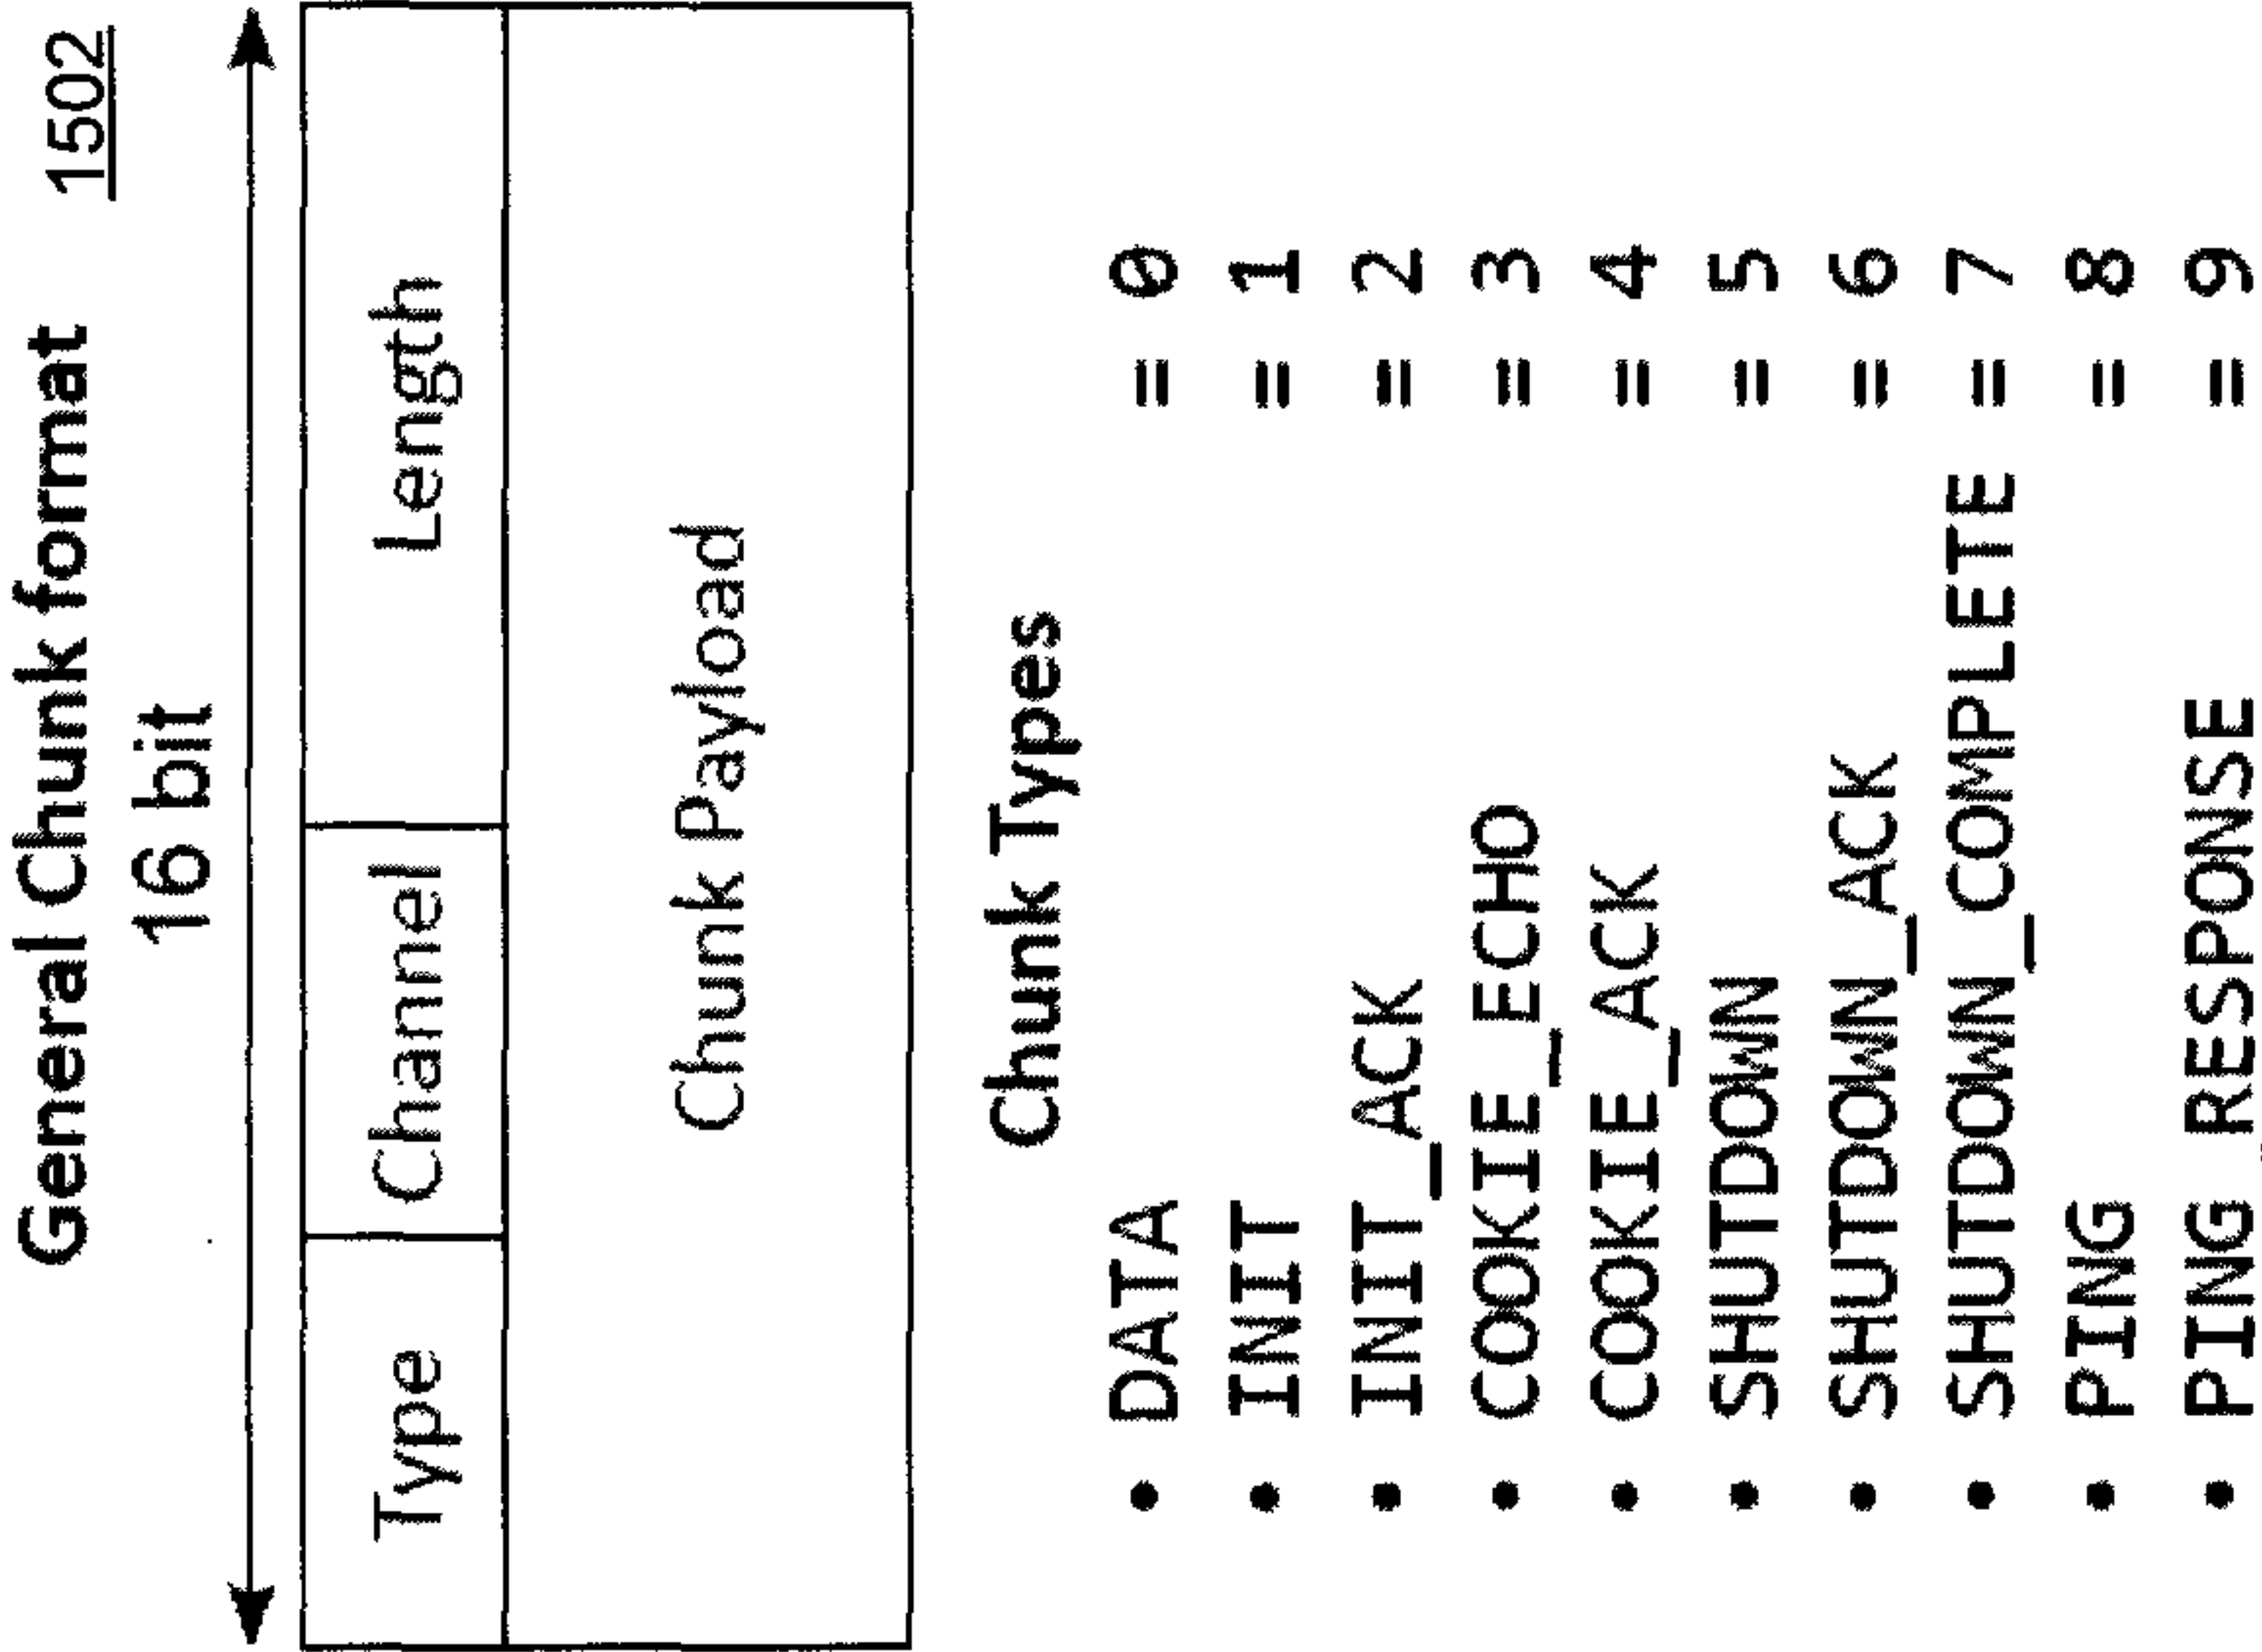 General Chunk format 1502
16 bit
Type Channel Length
Chunk Payload
Chunk Types
• DATA = 0
• INIT = 1
• INIT_ACK = 2
• COOKIE_ECHO = 3
• COOKIE_ACK = 4
• SHUTDOWN = 5
• SHUTDOWN_ACK = 6
• SHUTDOWN_COMPLETE = 7
• PING = 8
• PING_RESPONSE = 9